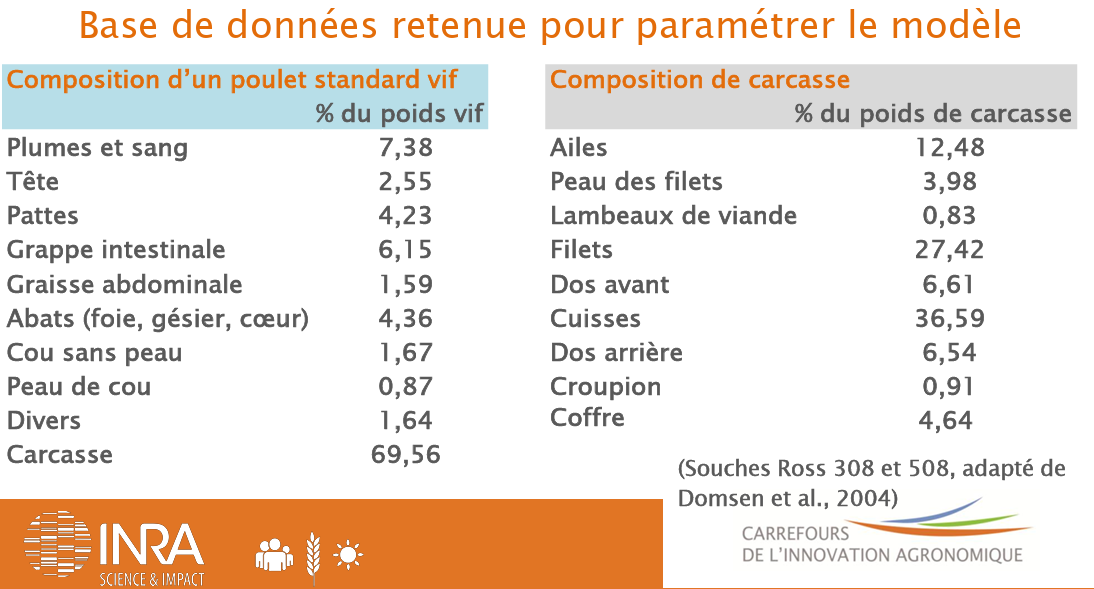 Base de données retenue pour paramétrer le modèle
Composition d’un poulet standard vif
% du poids vif
Plumes et sang 7,38
Tête 2,55
Pattes 4,23
Grappe intestinale 6,15
Graisse abdominale 1,59
Abats (foie, gésier, cœur) 4,36
Cou sans peau 1,67
Peau de cou 0,87
Divers 1,64
Carcasse 69,56
Composition de carcasse
% du poids de carcasse
Ailes 12,48
Peau des filets 3,98
Lambeaux de viande 0,83
Filets 27,42
Dos avant 6,61
Cuisses 36,59
Dos arrière 6,54
Croupion 0,91
Coffre 4,64
(Souches Ross 308 et 508, adapté de
Domsen et al., 2004)
INRA
SCIENCE & IMPACT
CARREFOURS
DE L’INNOVATION AGRONOMIQUE